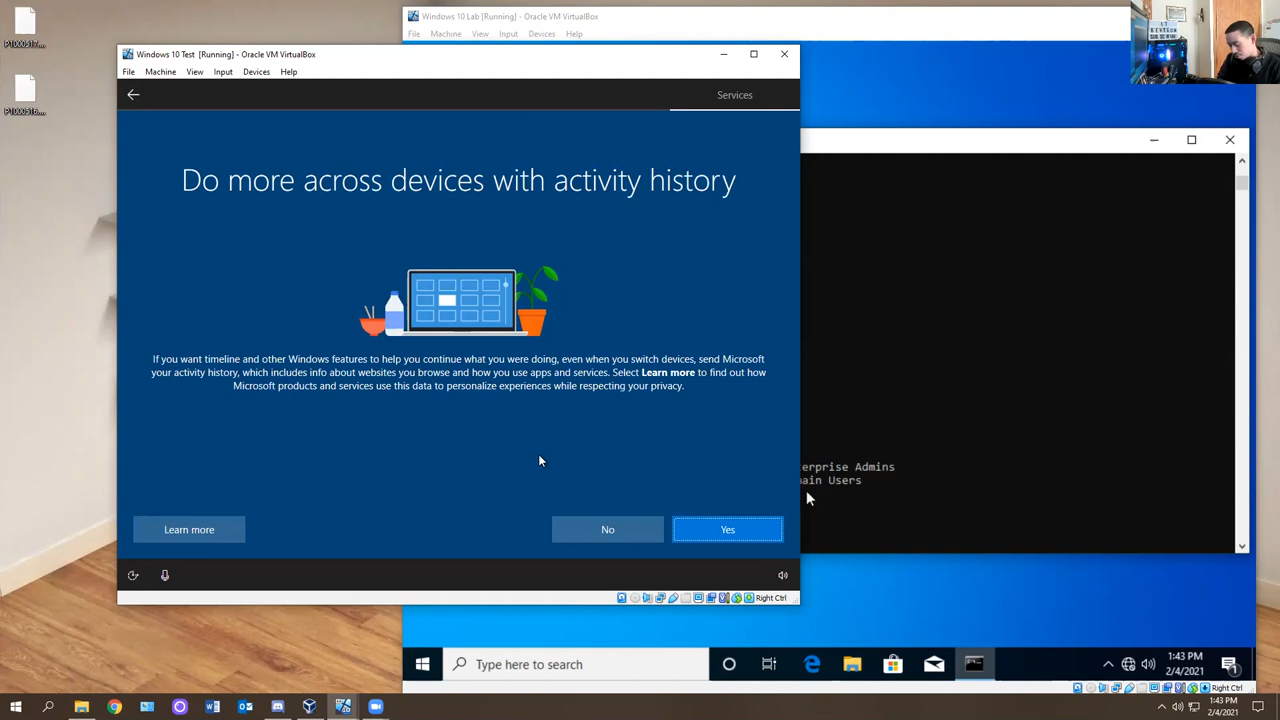 Windows 10 Lab [Running] - Oracle VM VirtualBox
File Machine View Input Devices Help
Windows 10 Test [Running] - Oracle VM VirtualBox
File Machine View Input Devices Help
Services
Do more across devices with activity history
If you want timeline and other Windows features to help you continue what you were doing, even when you switch devices, send Microsoft
your activity history, which includes info about websites you browse and how you use apps and services. Select Learn more to find out how
Microsoft products and services use this data to personalize experiences while respecting your privacy.
Learn more
No
Yes
Right Ctrl
erprise Admins
ain Users
Type here to search
1:43 PM
2/4/2021
1
Right Ctrl
1:43 PM
2/4/2021